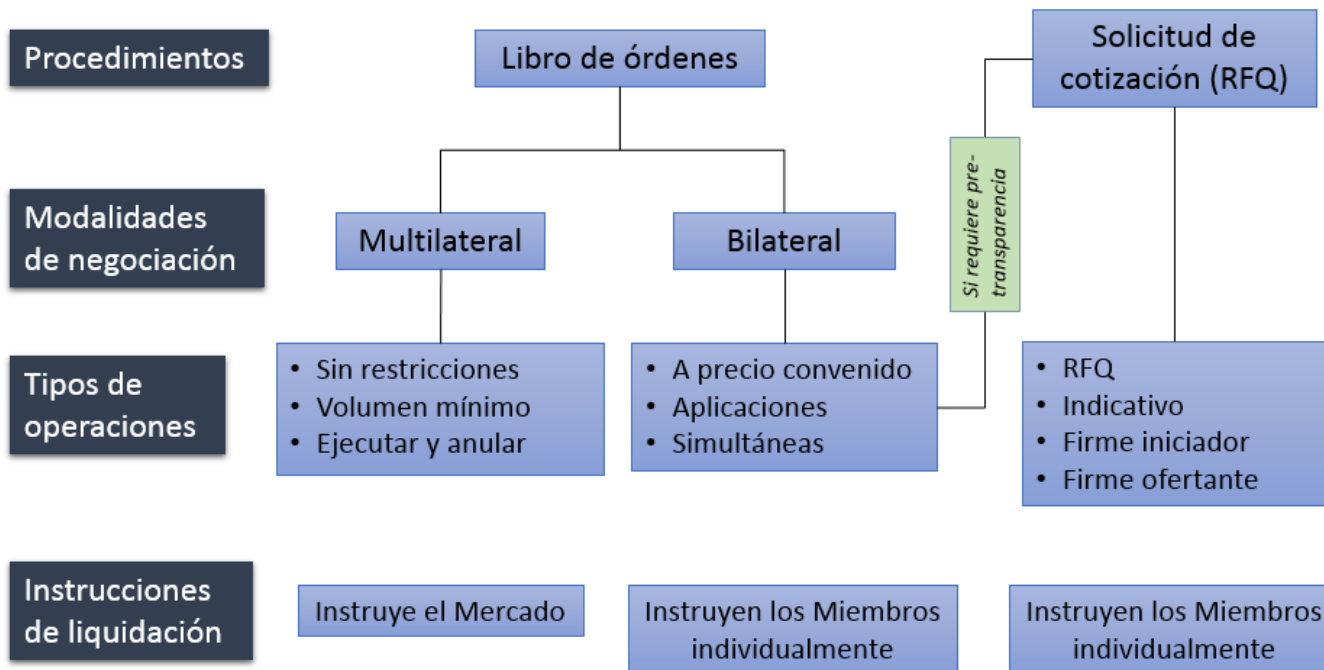 Procedimientos
Libro de órdenes
Solicitud de
cotización (RFQ)
Si requiere pre-
transparencia
Modalidades
de negociación
Multilateral
Bilateral
Tipos de
operaciones
• Sin restricciones
• Volumen mínimo
• Ejecutar y anular
• A precio convenido
• Aplicaciones
• Simultáneas
• RFQ
• Indicativo
• Firme iniciador
• Firme ofertante
Instrucciones
de liquidación
Instruye el Mercado
Instruyen los Miembros
individualmente
Instruyen los Miembros
individualmente